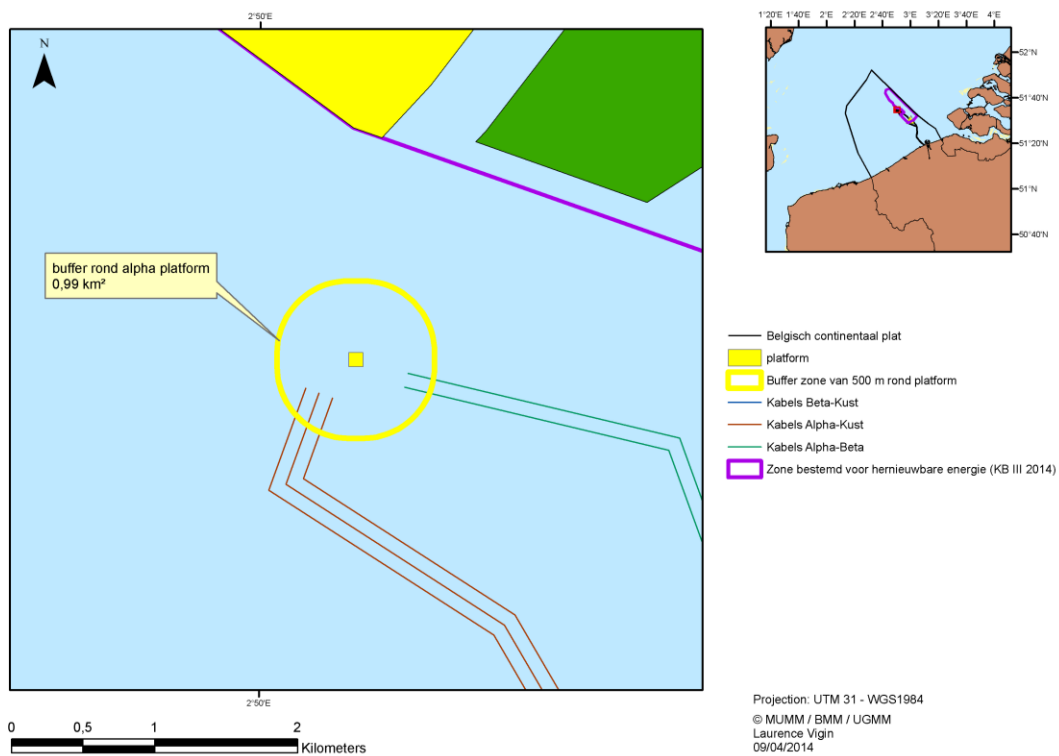 2°50'E
N
buffer rond alpha platform
0,99 km²
2°50'E
0 0,5 1 2
Kilometers
1°20'E 1°40'E 2°E 2°20'E 2°40'E 3°E 3°20'E 3°40'E 4°E
52°N
51°40'N
51°20'N
51°N
50°40'N
Belgisch continentaal plat
platform
Buffer zone van 500 m rond platform
Kabels Beta-Kust
Kabels Alpha-Kust
Kabels Alpha-Beta
Zone bestemd voor hernieuwbare energie (KB III 2014)
Projection: UTM 31 - WGS1984
© MUMM / BMM / UGMM
Laurence Vigin
09/04/2014